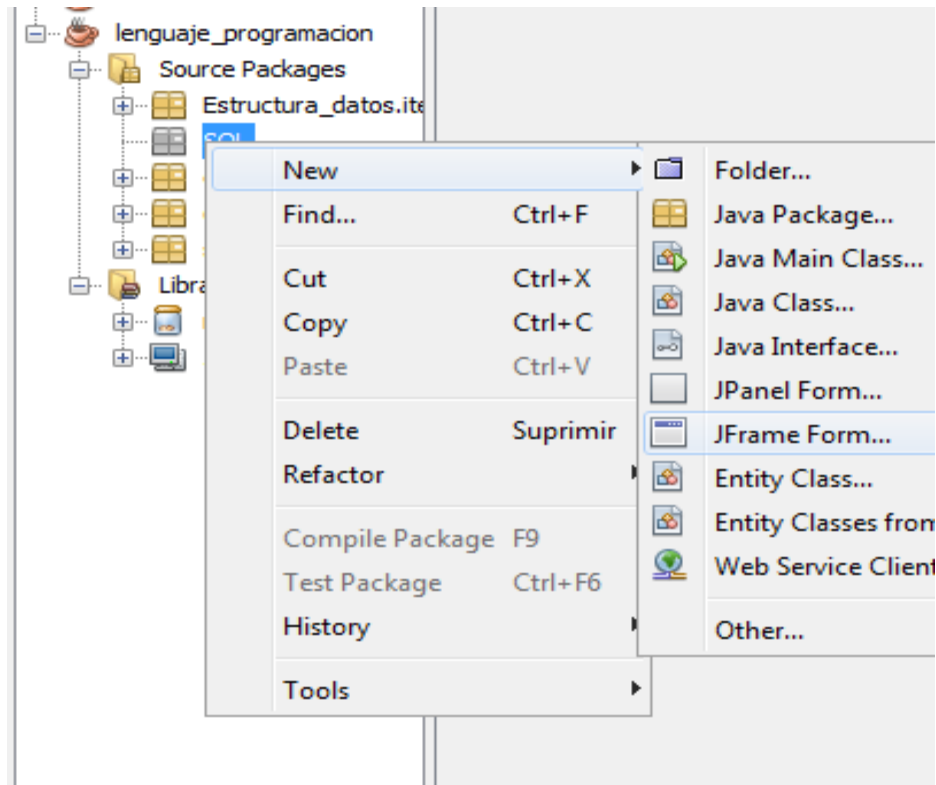 lenguaje_programacion
Source Packages
Estructura_datos.ite
SQL
New
Find... Ctrl+F
Cut Ctrl+X
Copy Ctrl+C
Paste Ctrl+V
Delete Suprimir
Refactor
Compile Package F9
Test Package Ctrl+F6
History
Tools
Libra
Folder...
Java Package...
Java Main Class...
Java Class...
Java Interface...
JPanel Form...
JFrame Form...
Entity Class...
Entity Classes from
Web Service Client
Other...